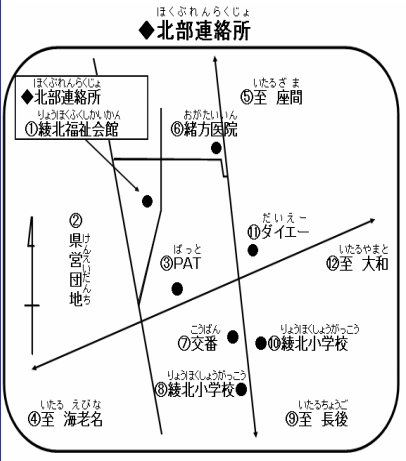 ほくぶれんらくじょ
◆北部連絡所
ほくぶれんらくじょ
◆北部連絡所
りょうほくふくしかいかん
①綾北福祉会館
いたるざま
⑤至 座間
おがたいいん
⑥緒方医院
②
県営団地
けんえいだんち
だいえー
⑪ダイエー
ぱっと
③PAT
いたるやまと
⑫至 大和
こうばん
⑦交番
りょうほくしょうがっこう
⑩綾北小学校
りょうほくしょうがっこう
⑧綾北小学校
いたる えびな
④至 海老名
いたるちょうご
⑨至 長後